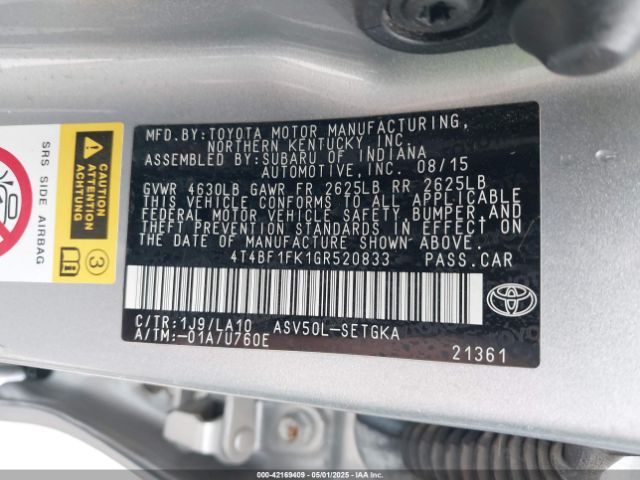 SRS SIDE AIRBAG
CAUTION
ATTENTION
ACHTUNG
3
MFD. BY: TOYOTA MOTOR MANUFACTURING,
NORTHERN KENTUCKY, INC.
ASSEMBLED BY: SUBARU OF INDIANA
AUTOMOTIVE, INC. 08/15
GVWR 4630LB GAWR FR 2625LB RR 2625LB
THIS VEHICLE CONFORMS TO ALL APPLICABLE
FEDERAL MOTOR VEHICLE SAFETY, BUMPER, AND
THEFT PREVENTION STANDARDS IN EFFECT ON
THE DATE OF MANUFACTURE SHOWN ABOVE.
4T4BF1FK1GR520833 PASS.CAR
C/TR:1J9/LA10 ASV50L-SETGKA
A/TM:-01A/U760E
21361
TOYOTA
000-42169409 - 05/01/2025 - IAAI.COM